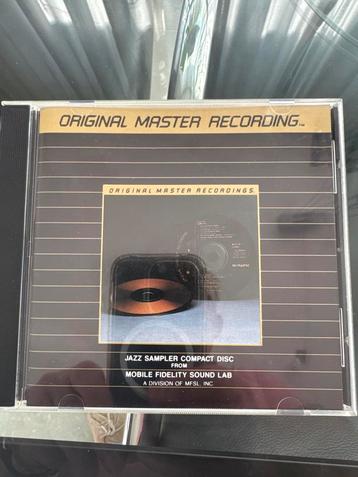 ORIGINAL MASTER RECORDING™
ORIGINAL MASTER RECORDINGS
JAZZ SAMPLER COMPACT DISC
FROM
MOBILE FIDELITY SOUND LAB
A DIVISION OF MFSL, INC.